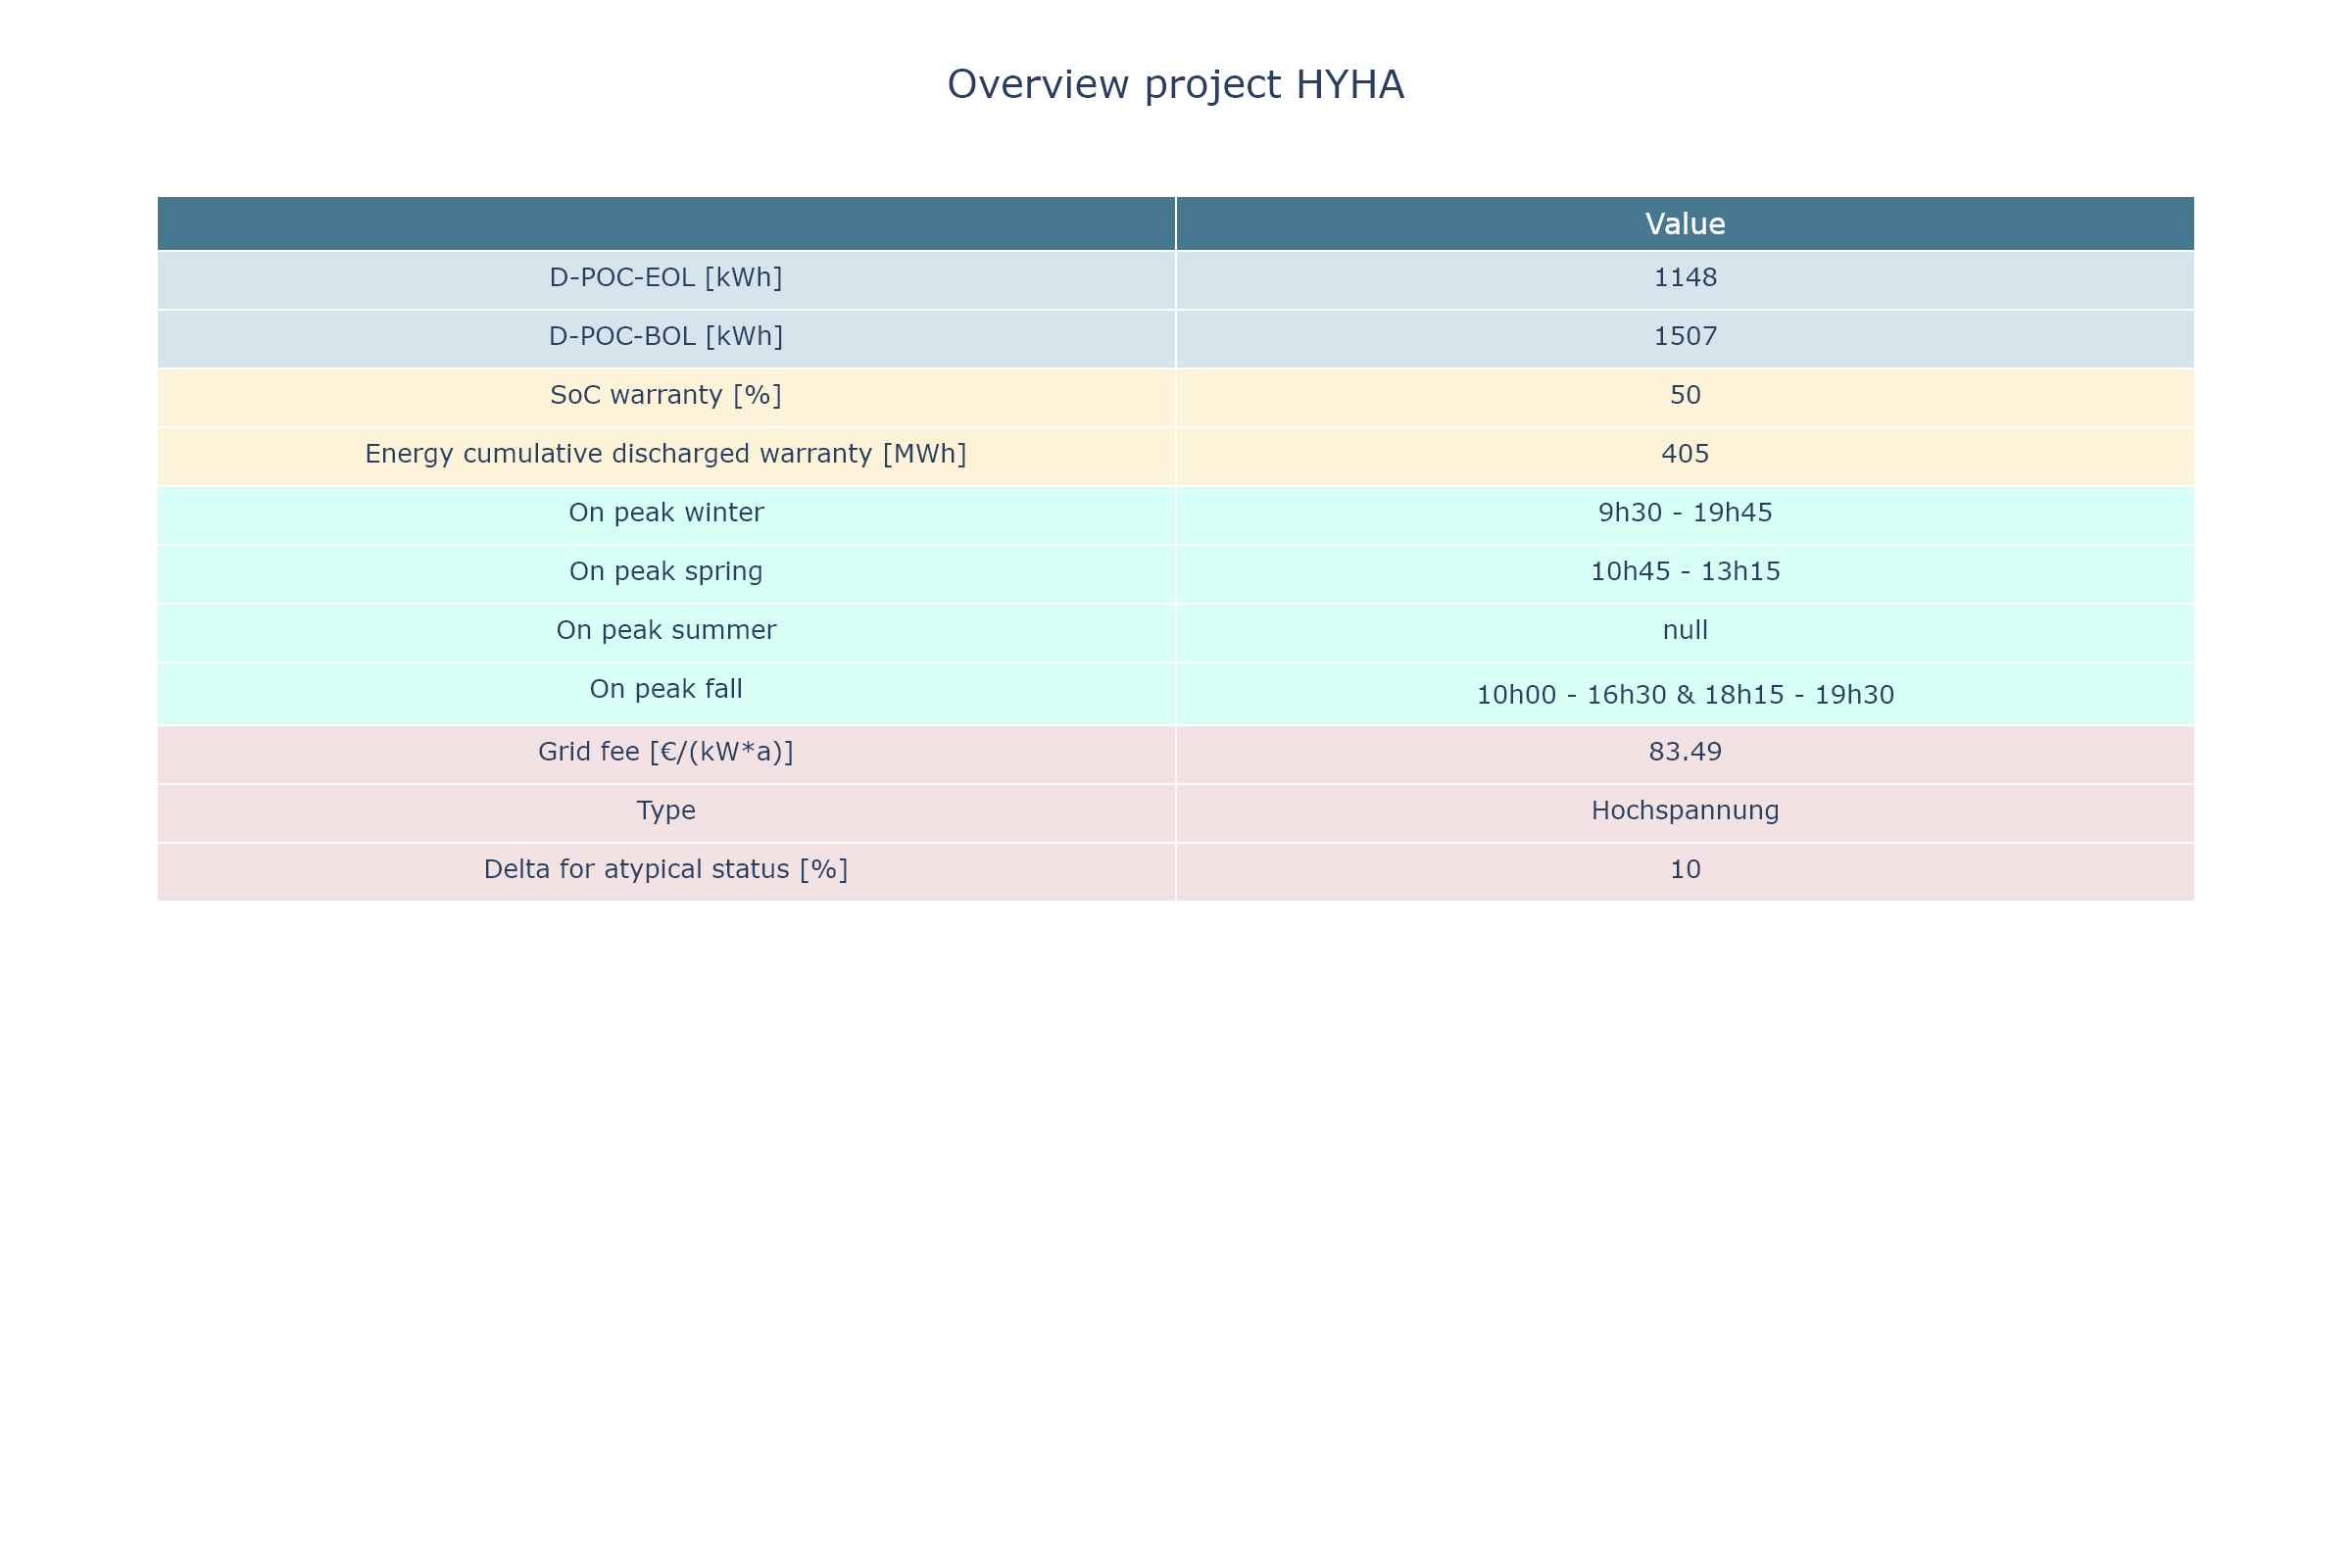 Overview project HYHA
Value
D-POC-EOL [kWh] 1148
D-POC-BOL [kWh] 1507
SoC warranty [%] 50
Energy cumulative discharged warranty [MWh] 405
On peak winter 9h30 - 19h45
On peak spring 10h45 - 13h15
On peak summer null
On peak fall 10h00 - 16h30 & 18h15 - 19h30
Grid fee [€/(kW*a)] 83.49
Type Hochspannung
Delta for atypical status [%] 10